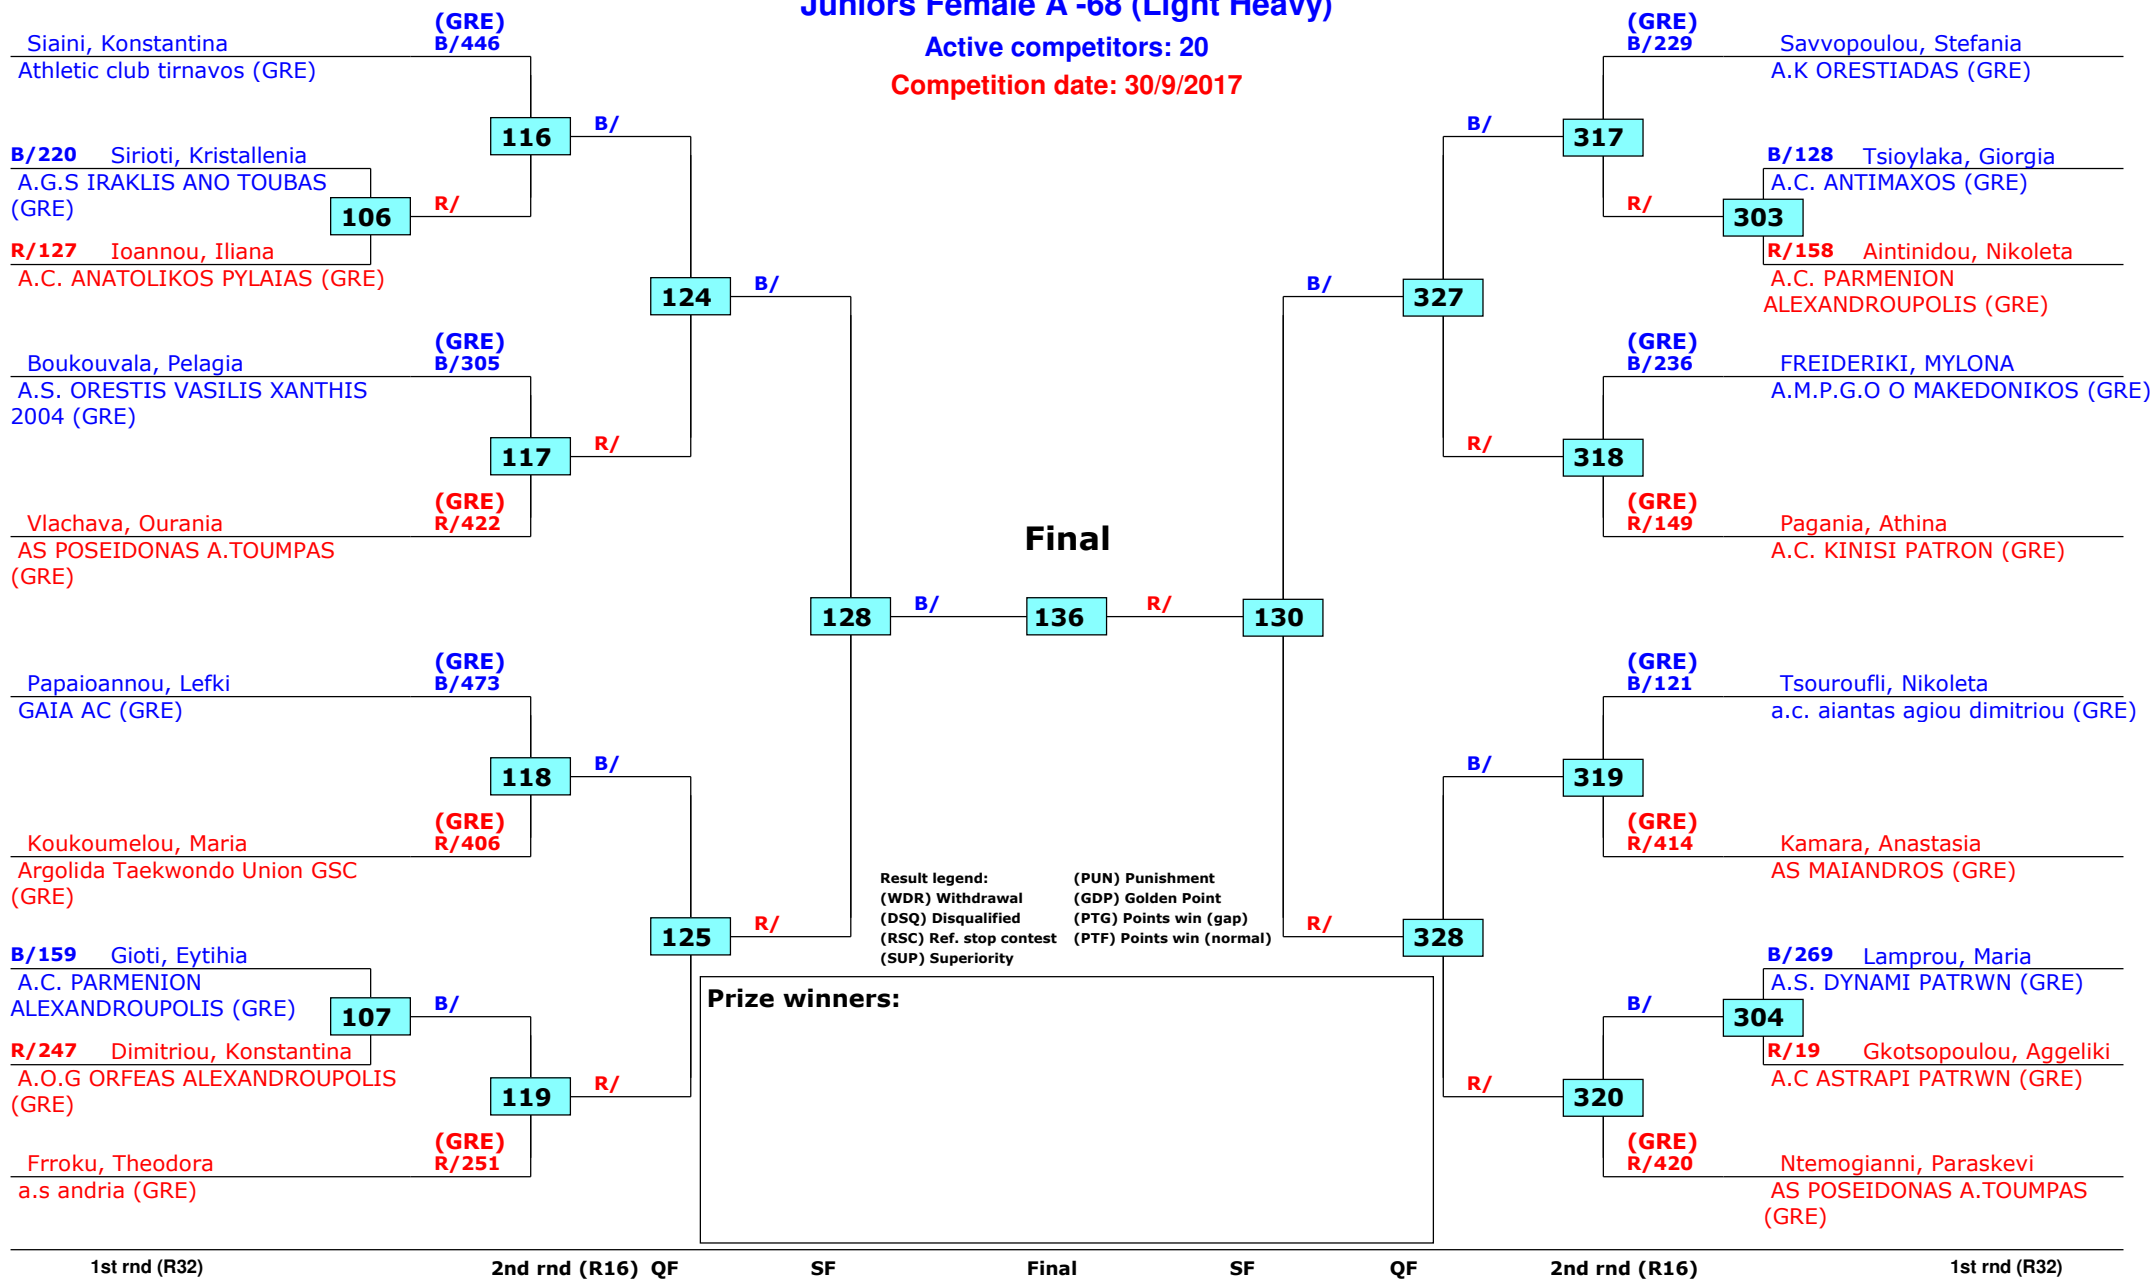 Juniors Female A -68 (Light Heavy)
Active competitors: 20
Competition date: 30/9/2017
(GRE)
Siaini, Konstantina B/446
Athletic club tirnavos (GRE)
116
B/
B/220 Sirioti, Kristallenia
A.G.S IRAKLIS ANO TOUBAS
(GRE)
106
R/
R/127 Ioannou, Iliana
A.C. ANATOLIKOS PYLAIAS (GRE)
124
B/
(GRE)
Boukouvala, Pelagia B/305
A.S. ORESTIS VASILIS XANTHIS
2004 (GRE)
117
R/
(GRE)
Vlachava, Ourania R/422
AS POSEIDONAS A.TOUMPAS
(GRE)
128
B/
(GRE)
Papaioannou, Lefki B/473
GAIA AC (GRE)
118
B/
(GRE)
Koukoumelou, Maria R/406
Argolida Taekwondo Union GSC
(GRE)
125
R/
B/159 Gioti, Eytihia
A.C. PARMENION
ALEXANDROUPOLIS (GRE)
107
B/
R/247 Dimitriou, Konstantina
A.O.G ORFEAS ALEXANDROUPOLIS
(GRE)
119
R/
(GRE)
Frroku, Theodora R/251
a.s andria (GRE)
Final
136
R/
130
Result legend: (PUN) Punishment
(WDR) Withdrawal (GDP) Golden Point
(DSQ) Disqualified (PTG) Points win (gap)
(RSC) Ref. stop contest (PTF) Points win (normal)
(SUP) Superiority
Prize winners:
(GRE)
B/229 Savvopoulou, Stefania
A.K ORESTIADAS (GRE)
B/
317
B/128 Tsioylaka, Giorgia
A.C. ANTIMAXOS (GRE)
R/
303
R/158 Aintinidou, Nikoleta
A.C. PARMENION
ALEXANDROUPOLIS (GRE)
B/
327
(GRE)
B/236 FREIDERIKI, MYLONA
A.M.P.G.O O MAKEDONIKOS (GRE)
R/
318
(GRE)
R/149 Pagania, Athina
A.C. KINISI PATRON (GRE)
(GRE)
B/121 Tsouroufli, Nikoleta
a.c. aiantas agiou dimitriou (GRE)
B/
319
(GRE)
R/414 Kamara, Anastasia
AS MAIANDROS (GRE)
R/
328
B/269 Lamprou, Maria
A.S. DYNAMI PATRWN (GRE)
B/
304
R/19 Gkotsopoulou, Aggeliki
A.C ASTRAPI PATRWN (GRE)
R/
320
(GRE)
R/420 Ntemogianni, Paraskevi
AS POSEIDONAS A.TOUMPAS
(GRE)
1st rnd (R32) 2nd rnd (R16) QF SF Final SF QF 2nd rnd (R16) 1st rnd (R32)